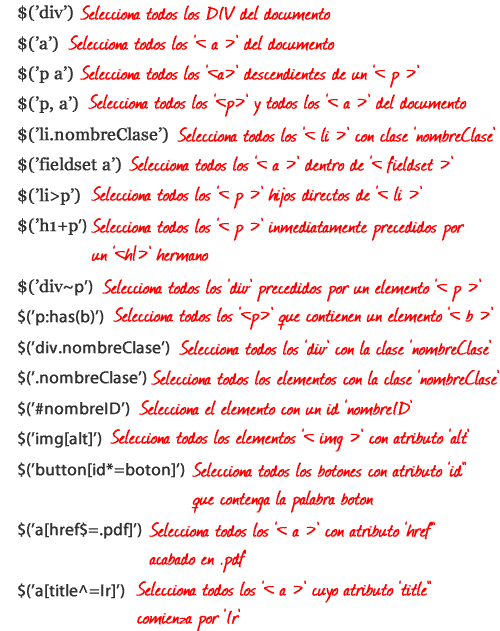 $('div') Selecciona todos los DIV del documento
$('a') Selecciona todos los '< a >' del documento
$('p a') Selecciona todos los '<a>' descendientes de un '< p >'
$('p, a') Selecciona todos los '<p>' y todos los '< a >' del documento
$('li.nombreClase') Selecciona todos los '< li >' con clase 'nombreClase'
$('fieldset a') Selecciona todos los '< a >' dentro de '< fieldset >'
$('li>p') Selecciona todos los '< p >' hijos directos de '< li >'
$('h1+p') Selecciona todos los '< p >' inmediatamente precedidos por
un '<h1>' hermano
$('div~p') Selecciona todos los 'div' precedidos por un elemento '< p >'
$('p:has(b)') Selecciona todos los '<p>' que contienen un elemento '< b >'
$('div.nombreClase') Selecciona todos los 'div' con la clase 'nombreClase'
$('.nombreClase') Selecciona todos los elementos con la clase 'nombreClase'
$('#nombreID') Selecciona el elemento con un id 'nombreID'
$('img[alt]') Selecciona todos los elementos '< img >' con atributo 'alt'
$('button[id*=boton]') Selecciona todos los botones con atributo 'id"
que contenga la palabra boton
$('a[href$=.pdf]') Selecciona todos los '< a >' con atributo 'href"
acabado en .pdf'
$('a[title^=Ir]') Selecciona todos los '< a >' cuyo atributo 'title"
comienza por 'Ir'